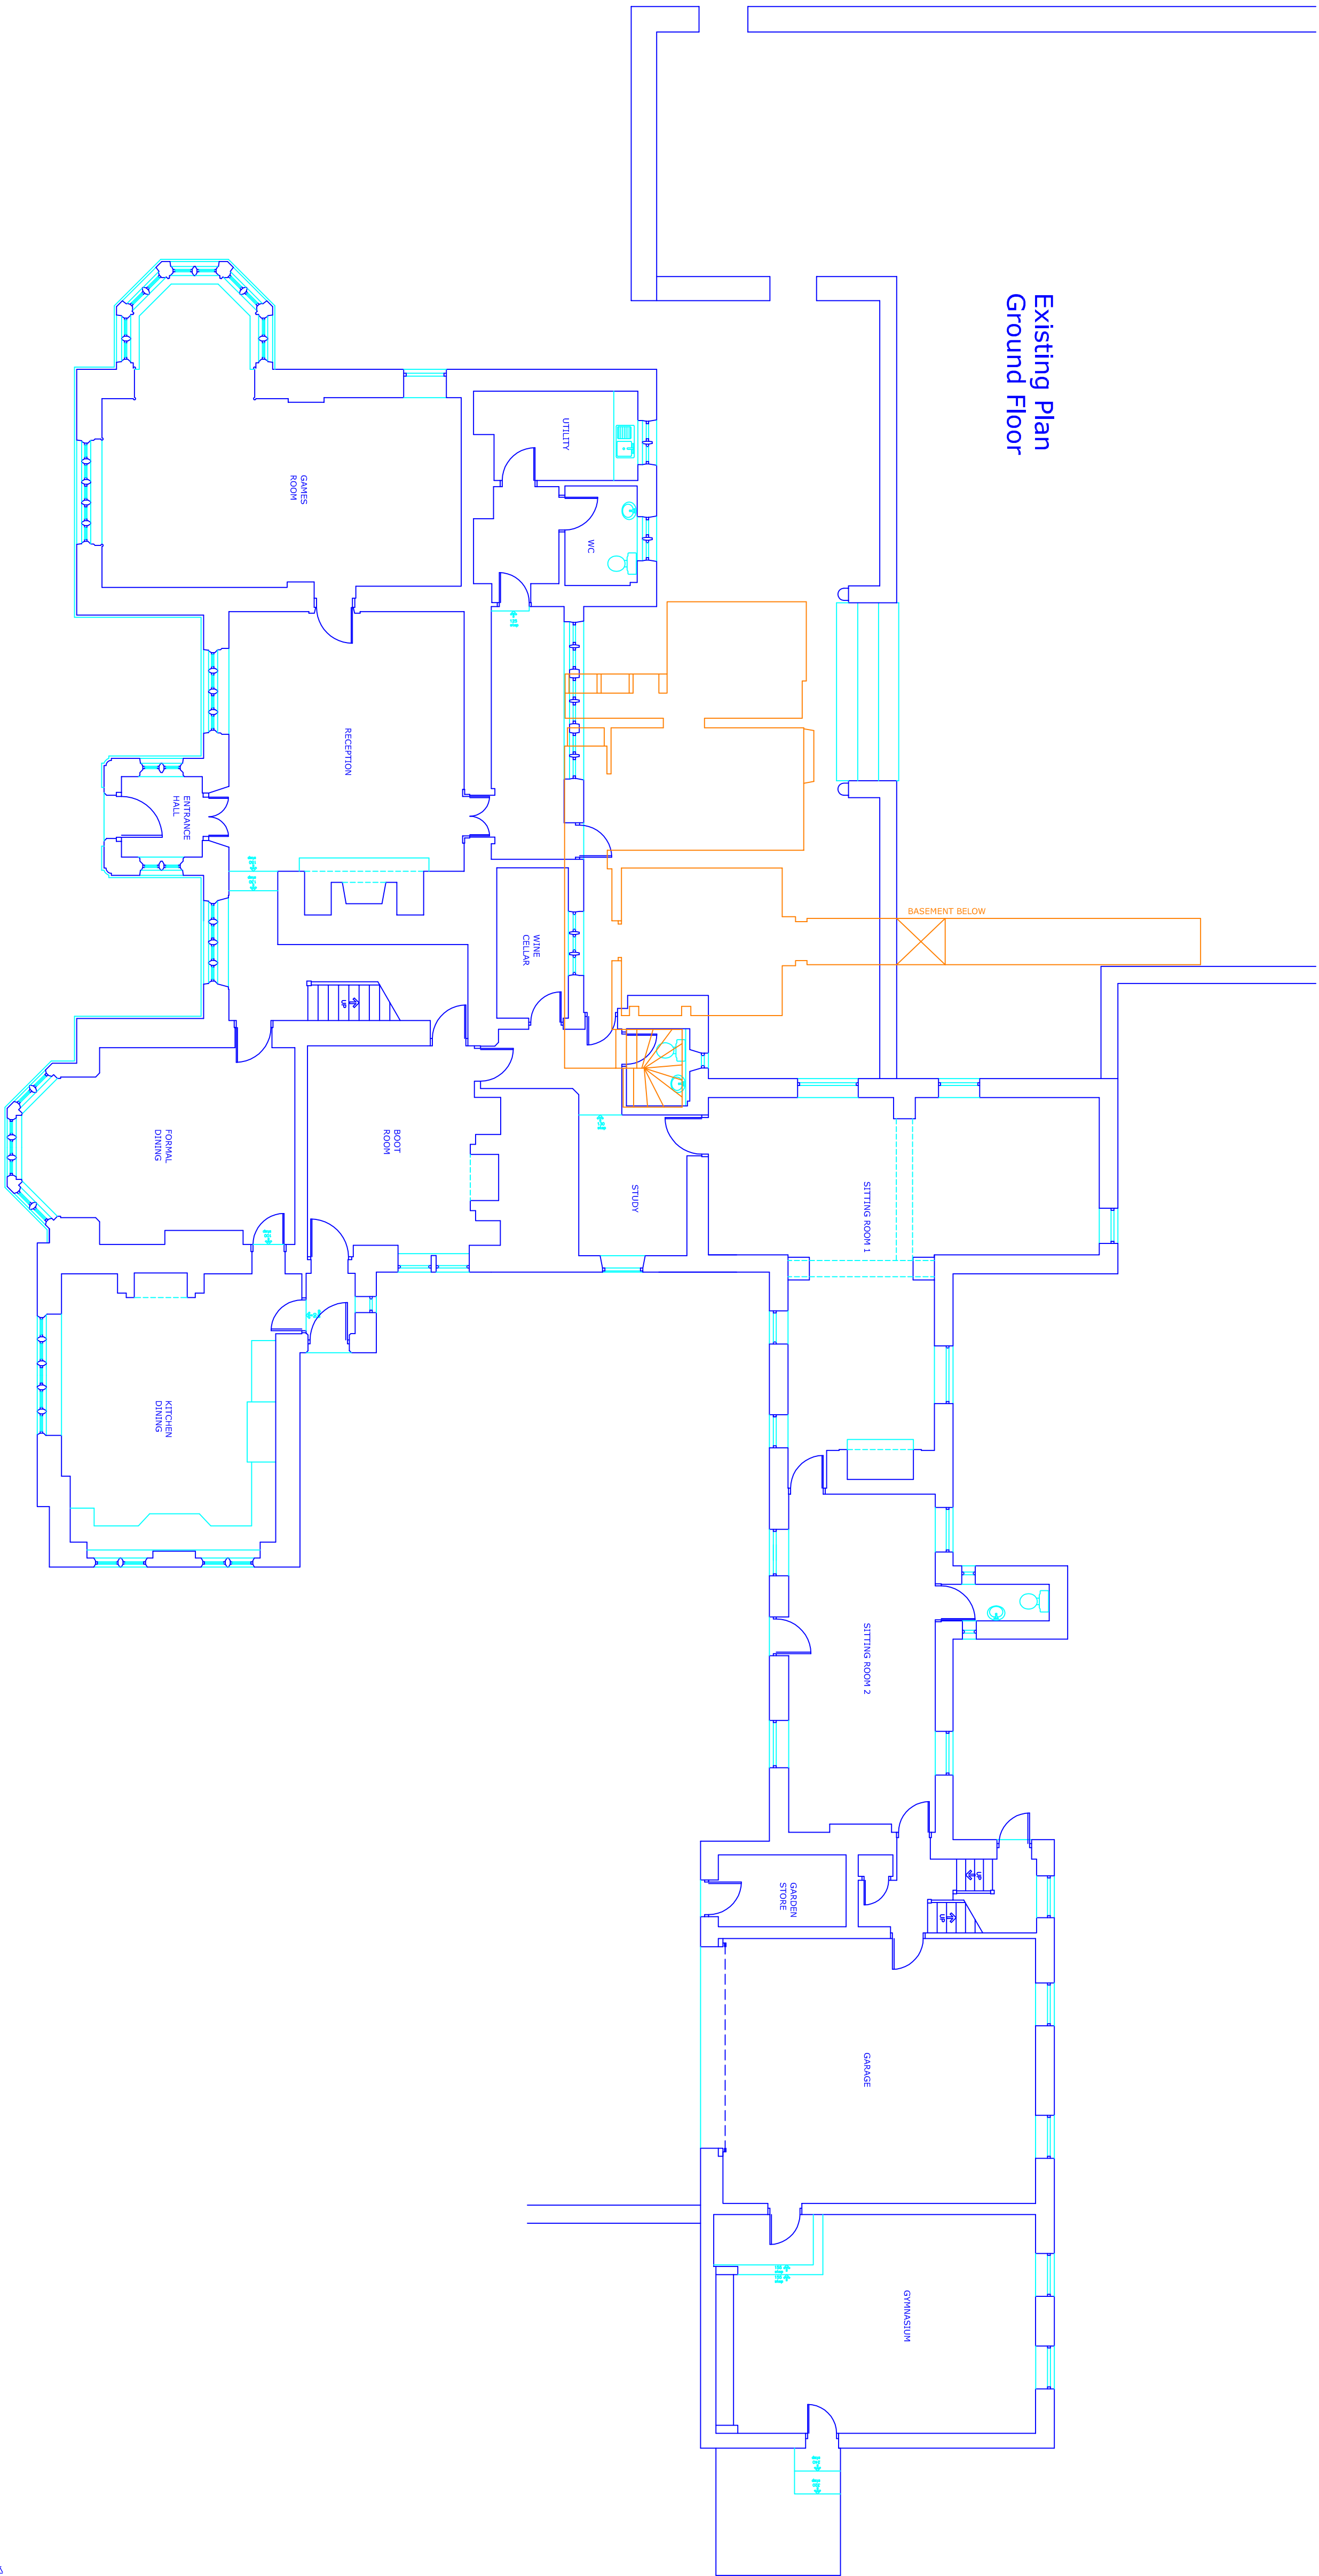 Existing Plan
Ground Floor
UTILITY
WC
GAMES
ROOM
RECEPTION
ENTRANCE
HALL
BASEMENT BELOW
WINE
CELLAR
UP
FORMAL
DINING
BOOT
ROOM
STUDY
SITTING ROOM 1
KITCHEN
DINING
SITTING ROOM 2
UP
UP
GARDEN
STORE
GARAGE
GYMNASIUM